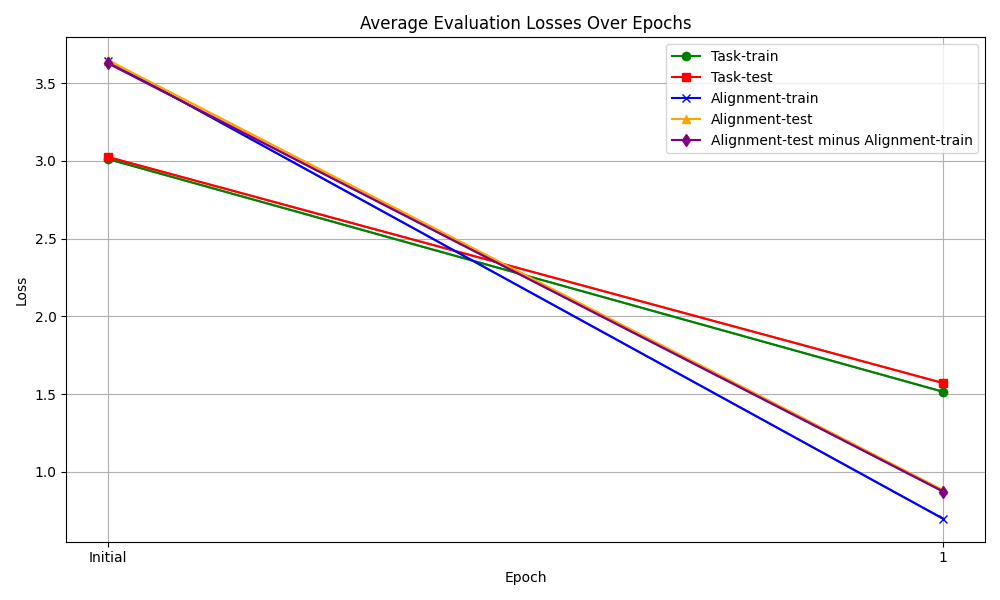 Average Evaluation Losses Over Epochs
Task-train
Task-test
Alignment-train
Alignment-test
Alignment-test minus Alignment-train
Loss
3.5
3.0
2.5
2.0
1.5
1.0
Initial
1
Epoch